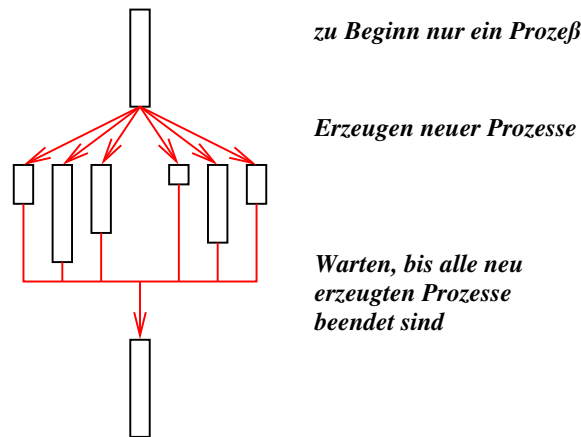 zu Beginn nur ein Prozeß
Erzeugen neuer Prozesse
Warten, bis alle neu
erzeugten Prozesse
beendet sind